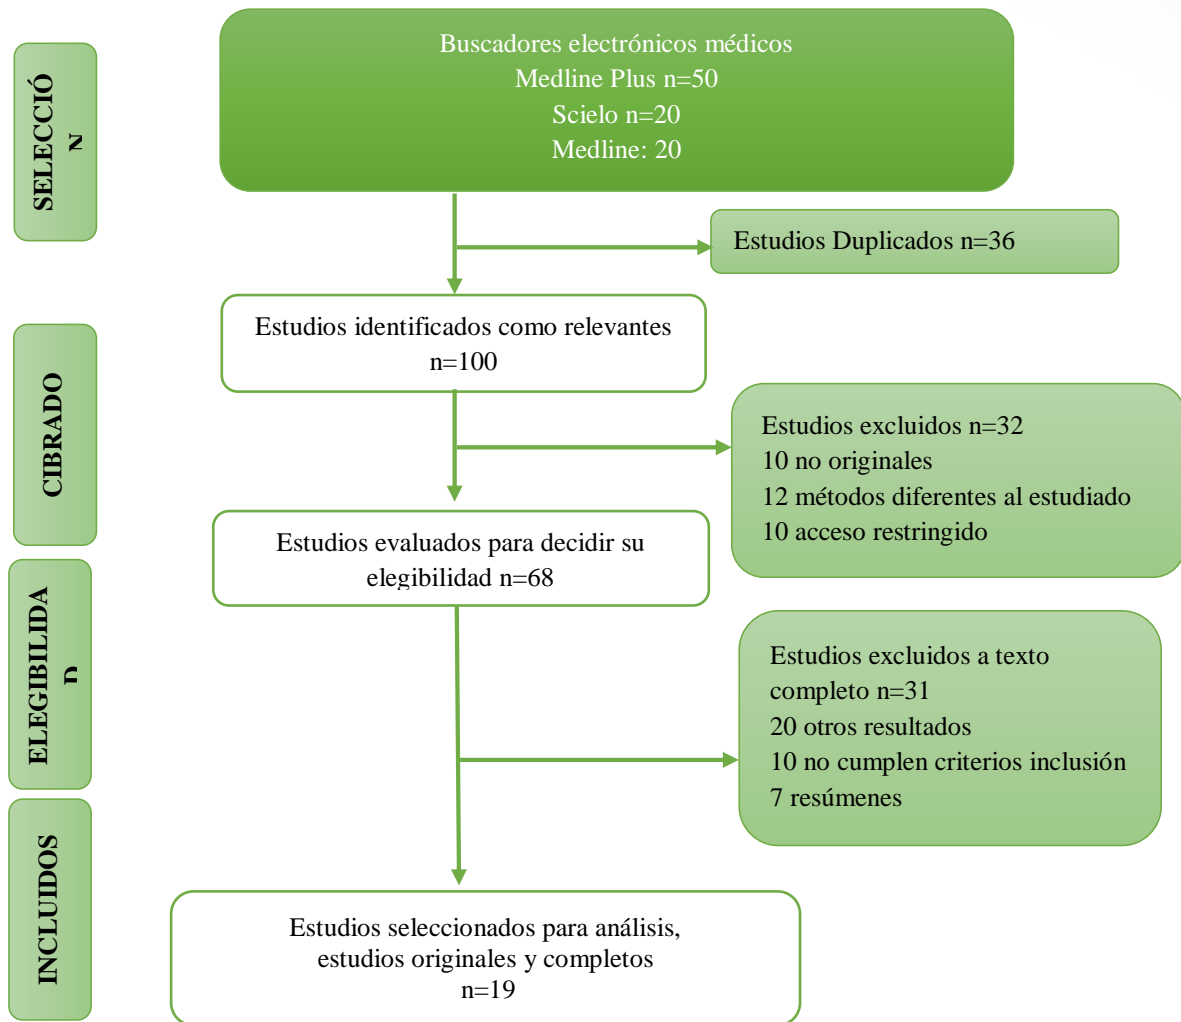 SELECCIÓ
N
Buscadores electrónicos médicos
Medline Plus n=50
Scielo n=20
Medline: 20
Estudios Duplicados n=36
CIBRADO
Estudios identificados como relevantes
n=100
Estudios excluidos n=32
10 no originales
12 métodos diferentes al estudiado
10 acceso restringido
Estudios evaluados para decidir su
elegibilidad n=68
ELEGIBILIDA
D
Estudios excluidos a texto
completo n=31
20 otros resultados
10 no cumplen criterios inclusión
7 resúmenes
INCLUIDOS
Estudios seleccionados para análisis,
estudios originales y completos
n=19